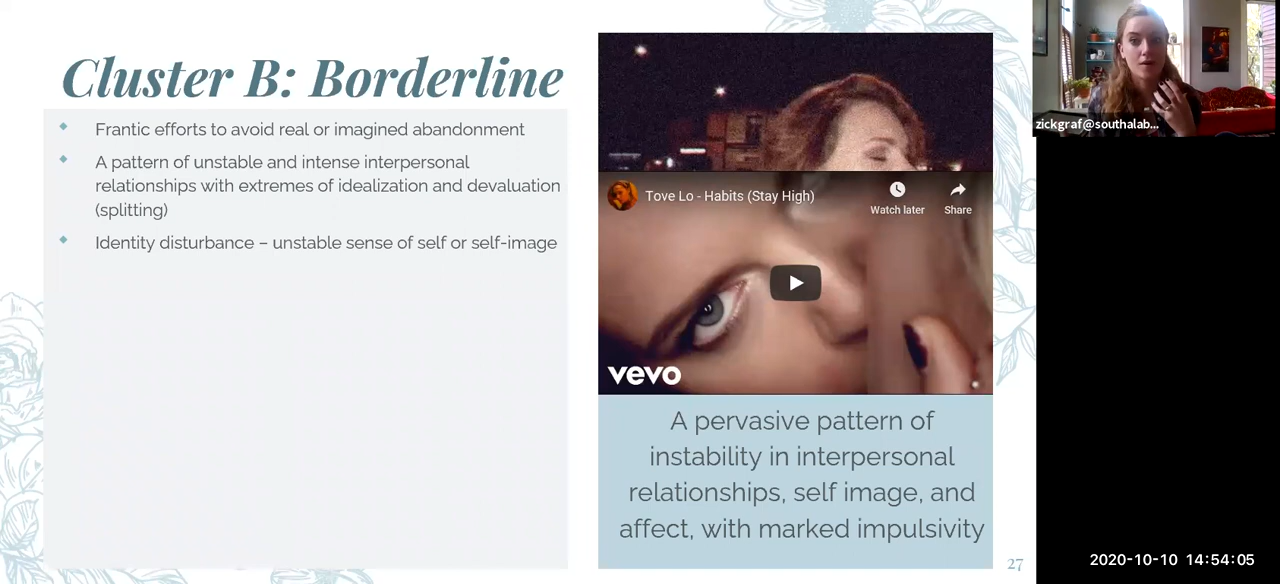 Cluster B: Borderline
Frantic efforts to avoid real or imagined abandonment
A pattern of unstable and intense interpersonal
relationships with extremes of idealization and devaluation
(splitting)
Identity disturbance – unstable sense of self or self-image
Tove Lo - Habits (Stay High)
Watch later
Share
vevo
A pervasive pattern of
instability in interpersonal
relationships, self image, and
affect, with marked impulsivity
27
zickgraf@southalab...
2020-10-10 14:54:05